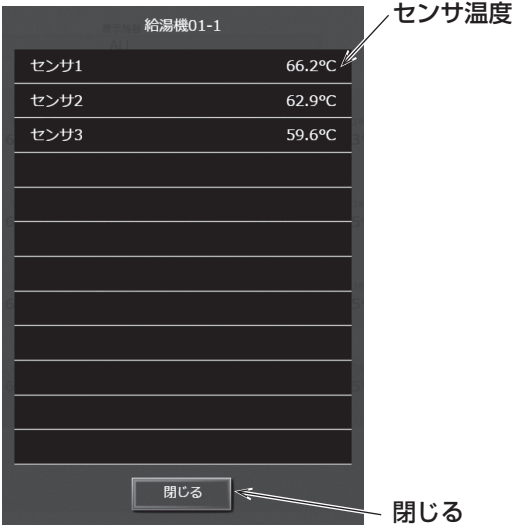 センサ温度
給湯機01-1
センサ1 66.2℃
センサ2 62.9℃
センサ3 59.6℃
閉じる
閉じる